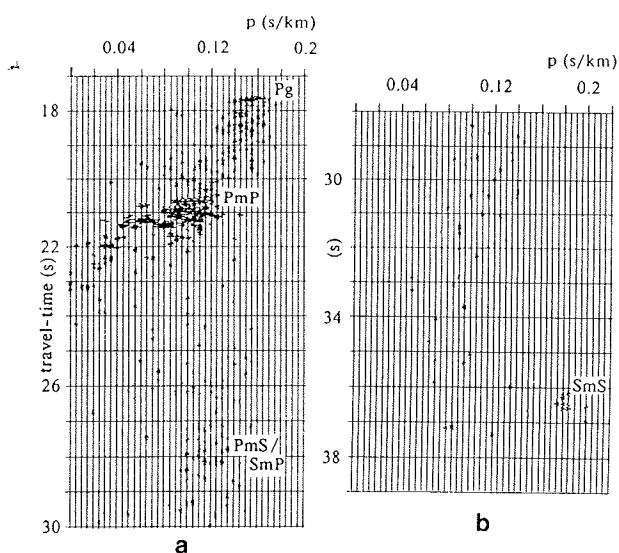 p (s/km)
0.04 0.12 0.2
Pg
18
PmP
22
travel-time (s)
26
PmS/
SmP
30
a
p (s/km)
0.04 0.12 0.2
30
(s)
34
SmS
38
b